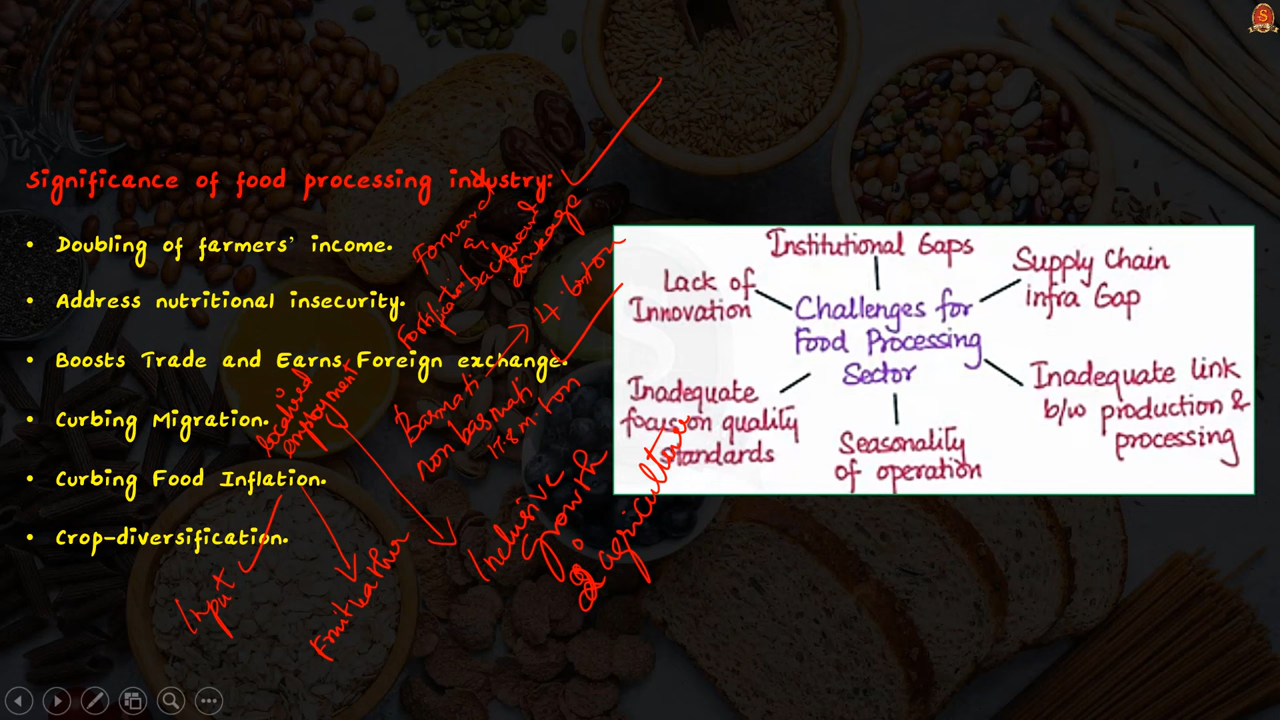 Significance of food processing industry:
• Doubling of farmers' income.
• Address nutritional insecurity.
• Boosts Trade and Earns Foreign exchange.
• Curbing Migration.
• Curbing Food Inflation.
• Crop-diversification.
Forward
or
backward
linkage
Basmati → 4.6 m ton
non basmati
17.8 m. ton
localised
employment
Input
Fruit leather
Inclusive
growth
agriculture
Institutional Gaps
Lack of
Innovation
Supply Chain
infra Gap
Challenges for
Food Processing
Sector
Inadequate
focus on quality
standards
Inadequate link
b/w production &
processing
Seasonality
of operation
S